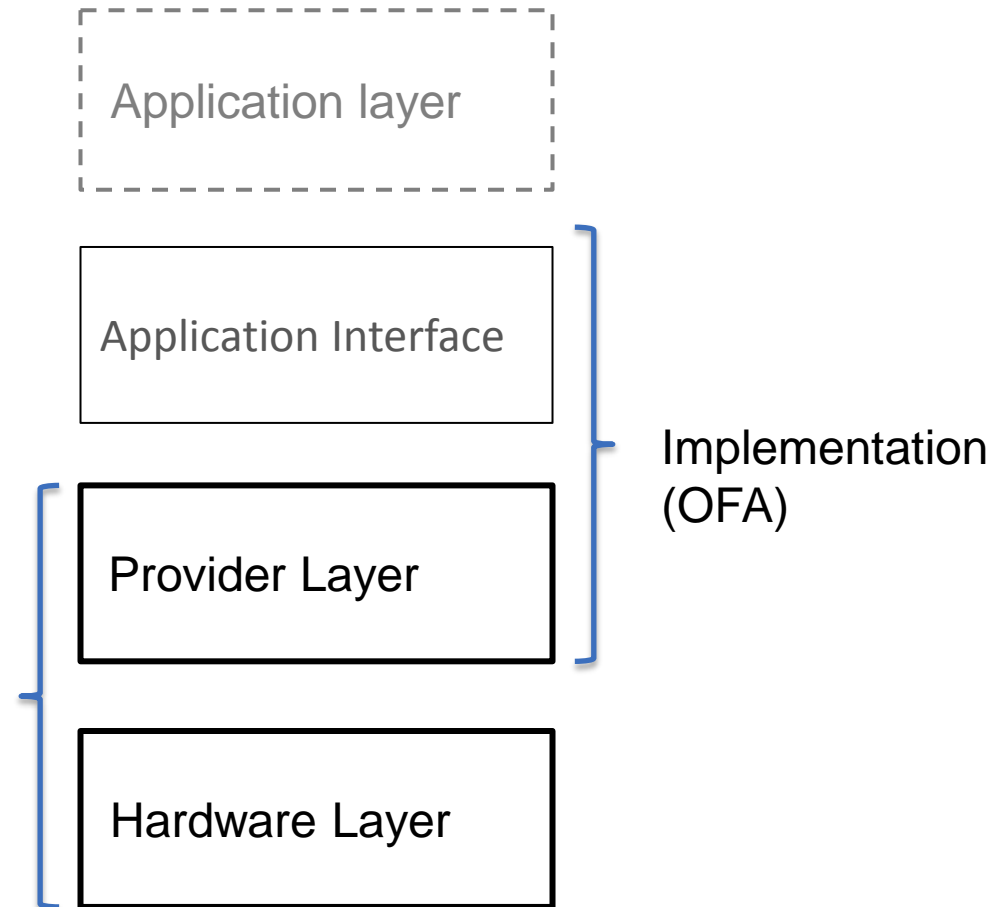 Application layer
Application Interface
Implementation
(OFA)
Provider Layer
Hardware Layer